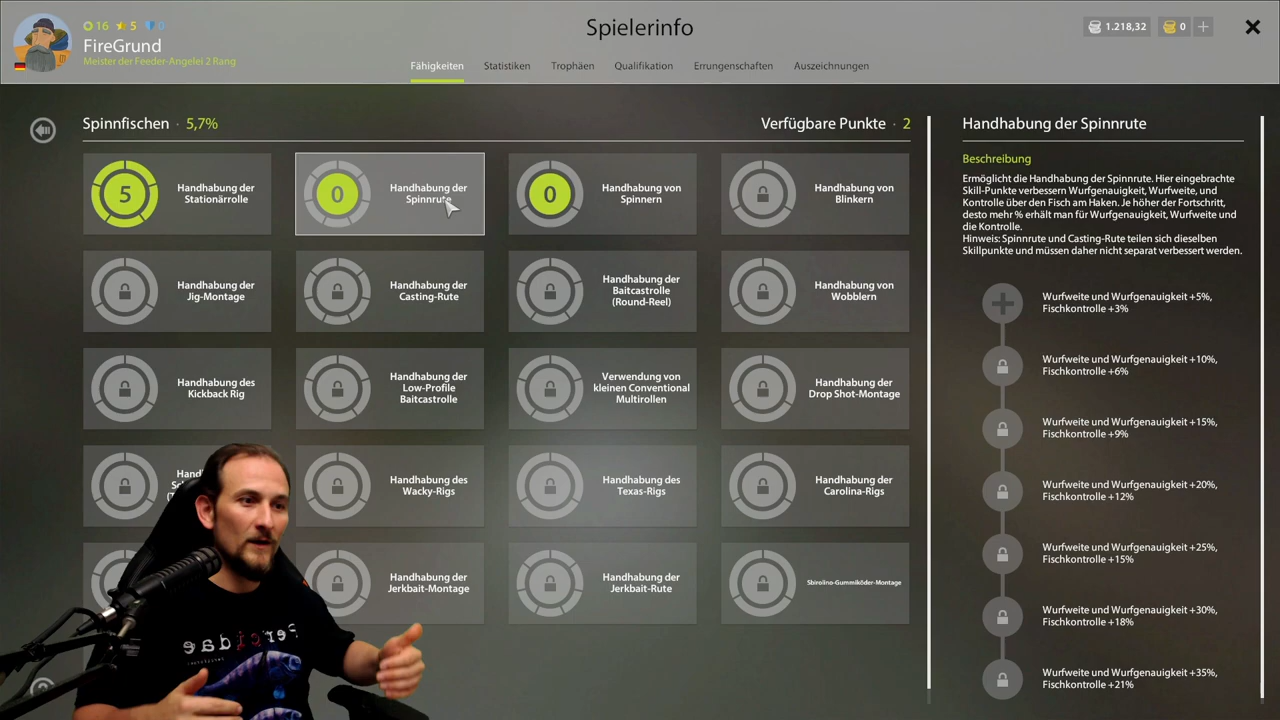 16 5 0
Spielerinfo
1.218,32
0
FireGrund
Meister der Feeder-Angelei 2 Rang
Fähigkeiten
Statistiken
Trophäen
Qualifikation
Errungenschaften
Auszeichnungen
Spinnfischen · 5,7%
Verfügbare Punkte · 2
5
Handhabung der
Stationärrolle
0
Handhabung der
Spinnrute
0
Handhabung von
Spinnern
Handhabung von
Blinkern
Handhabung der
Jig-Montage
Handhabung der
Casting-Rute
Handhabung der
Baitcastrolle
(Round-Reel)
Handhabung von
Wobblern
Handhabung des
Kickback Rig
Handhabung der
Low-Profile
Baitcastrolle
Verwendung von
kleinen Conventional
Multirollen
Handhabung der
Drop Shot-Montage
Handhabung des
Wacky-Rigs
Handhabung des
Texas-Rigs
Handhabung der
Carolina-Rigs
Handhabung der
Jerkbait-Montage
Handhabung der
Jerkbait-Rute
Sbirolino-Gummiköder-Montage
Handhabung der Spinnrute
Beschreibung
Ermöglicht die Handhabung der Spinnrute. Hier eingebrachte
Skill-Punkte verbessern Wurfgenauigkeit, Wurfweite, und
Kontrolle über den Fisch am Haken. Je höher der Fortschritt,
desto mehr % erhält man für Wurfgenauigkeit, Wurfweite und
die Kontrolle.
Hinweis: Spinnrute und Casting-Rute teilen sich dieselben
Skillpunkte und müssen daher nicht separat verbessert werden.
Wurfweite und Wurfgenauigkeit +5%,
Fischkontrolle +3%
Wurfweite und Wurfgenauigkeit +10%,
Fischkontrolle +6%
Wurfweite und Wurfgenauigkeit +15%,
Fischkontrolle +9%
Wurfweite und Wurfgenauigkeit +20%,
Fischkontrolle +12%
Wurfweite und Wurfgenauigkeit +25%,
Fischkontrolle +15%
Wurfweite und Wurfgenauigkeit +30%,
Fischkontrolle +18%
Wurfweite und Wurfgenauigkeit +35%,
Fischkontrolle +21%